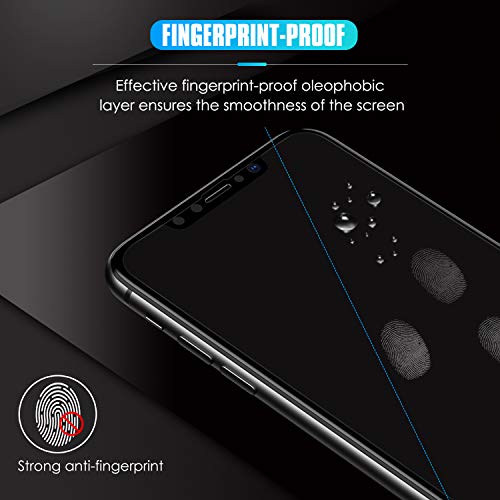 FINGERPRINT-PROOF
Effective fingerprint-proof oleophobic
layer ensures the smoothness of the screen
Strong anti-fingerprint